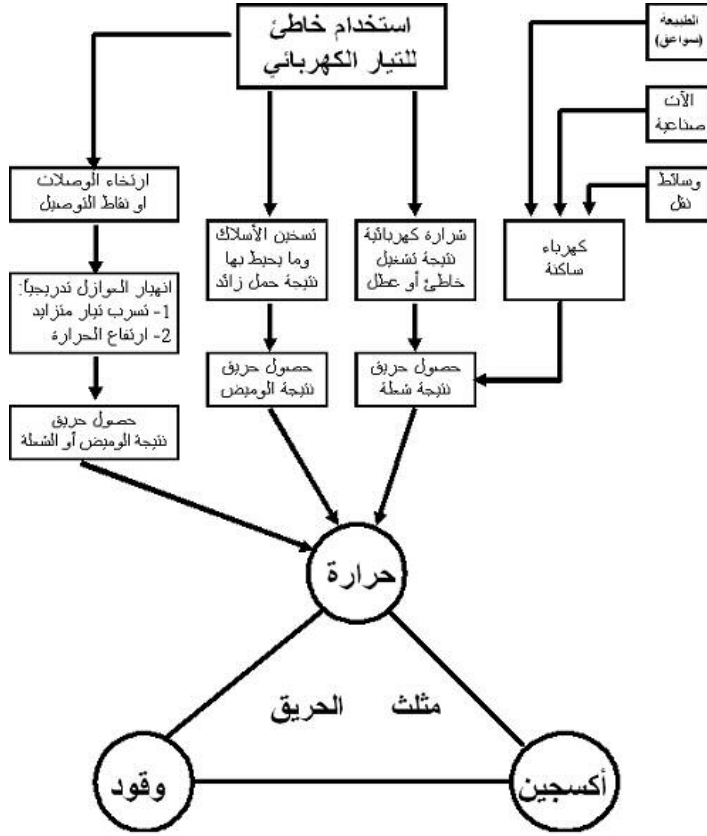 استخدام خاطئ
للتيار الكهربائي
الطبيعة
(صواعق)
الآت
صناعية
وسائط
نقل
ارتخاء الوصلات
او نقاط التوصيل
تسخين الأسلاك
وما يحيط بها
نتيجة حمل زائد
شرارة كهربائية
نتيجة تشغيل
خاطئ أو عطل
كهرباء
ساكنة
انهيار العوازل تدريجياً:
1- تسرب تيار متزايد
2- ارتفاع الحرارة
حصول حريق
نتيجة الوميض
حصول حريق
نتيجة شعلة
حصول حريق
نتيجة الوميض أو الشعلة
حرارة
مثلث الحريق
أكسجين
وقود